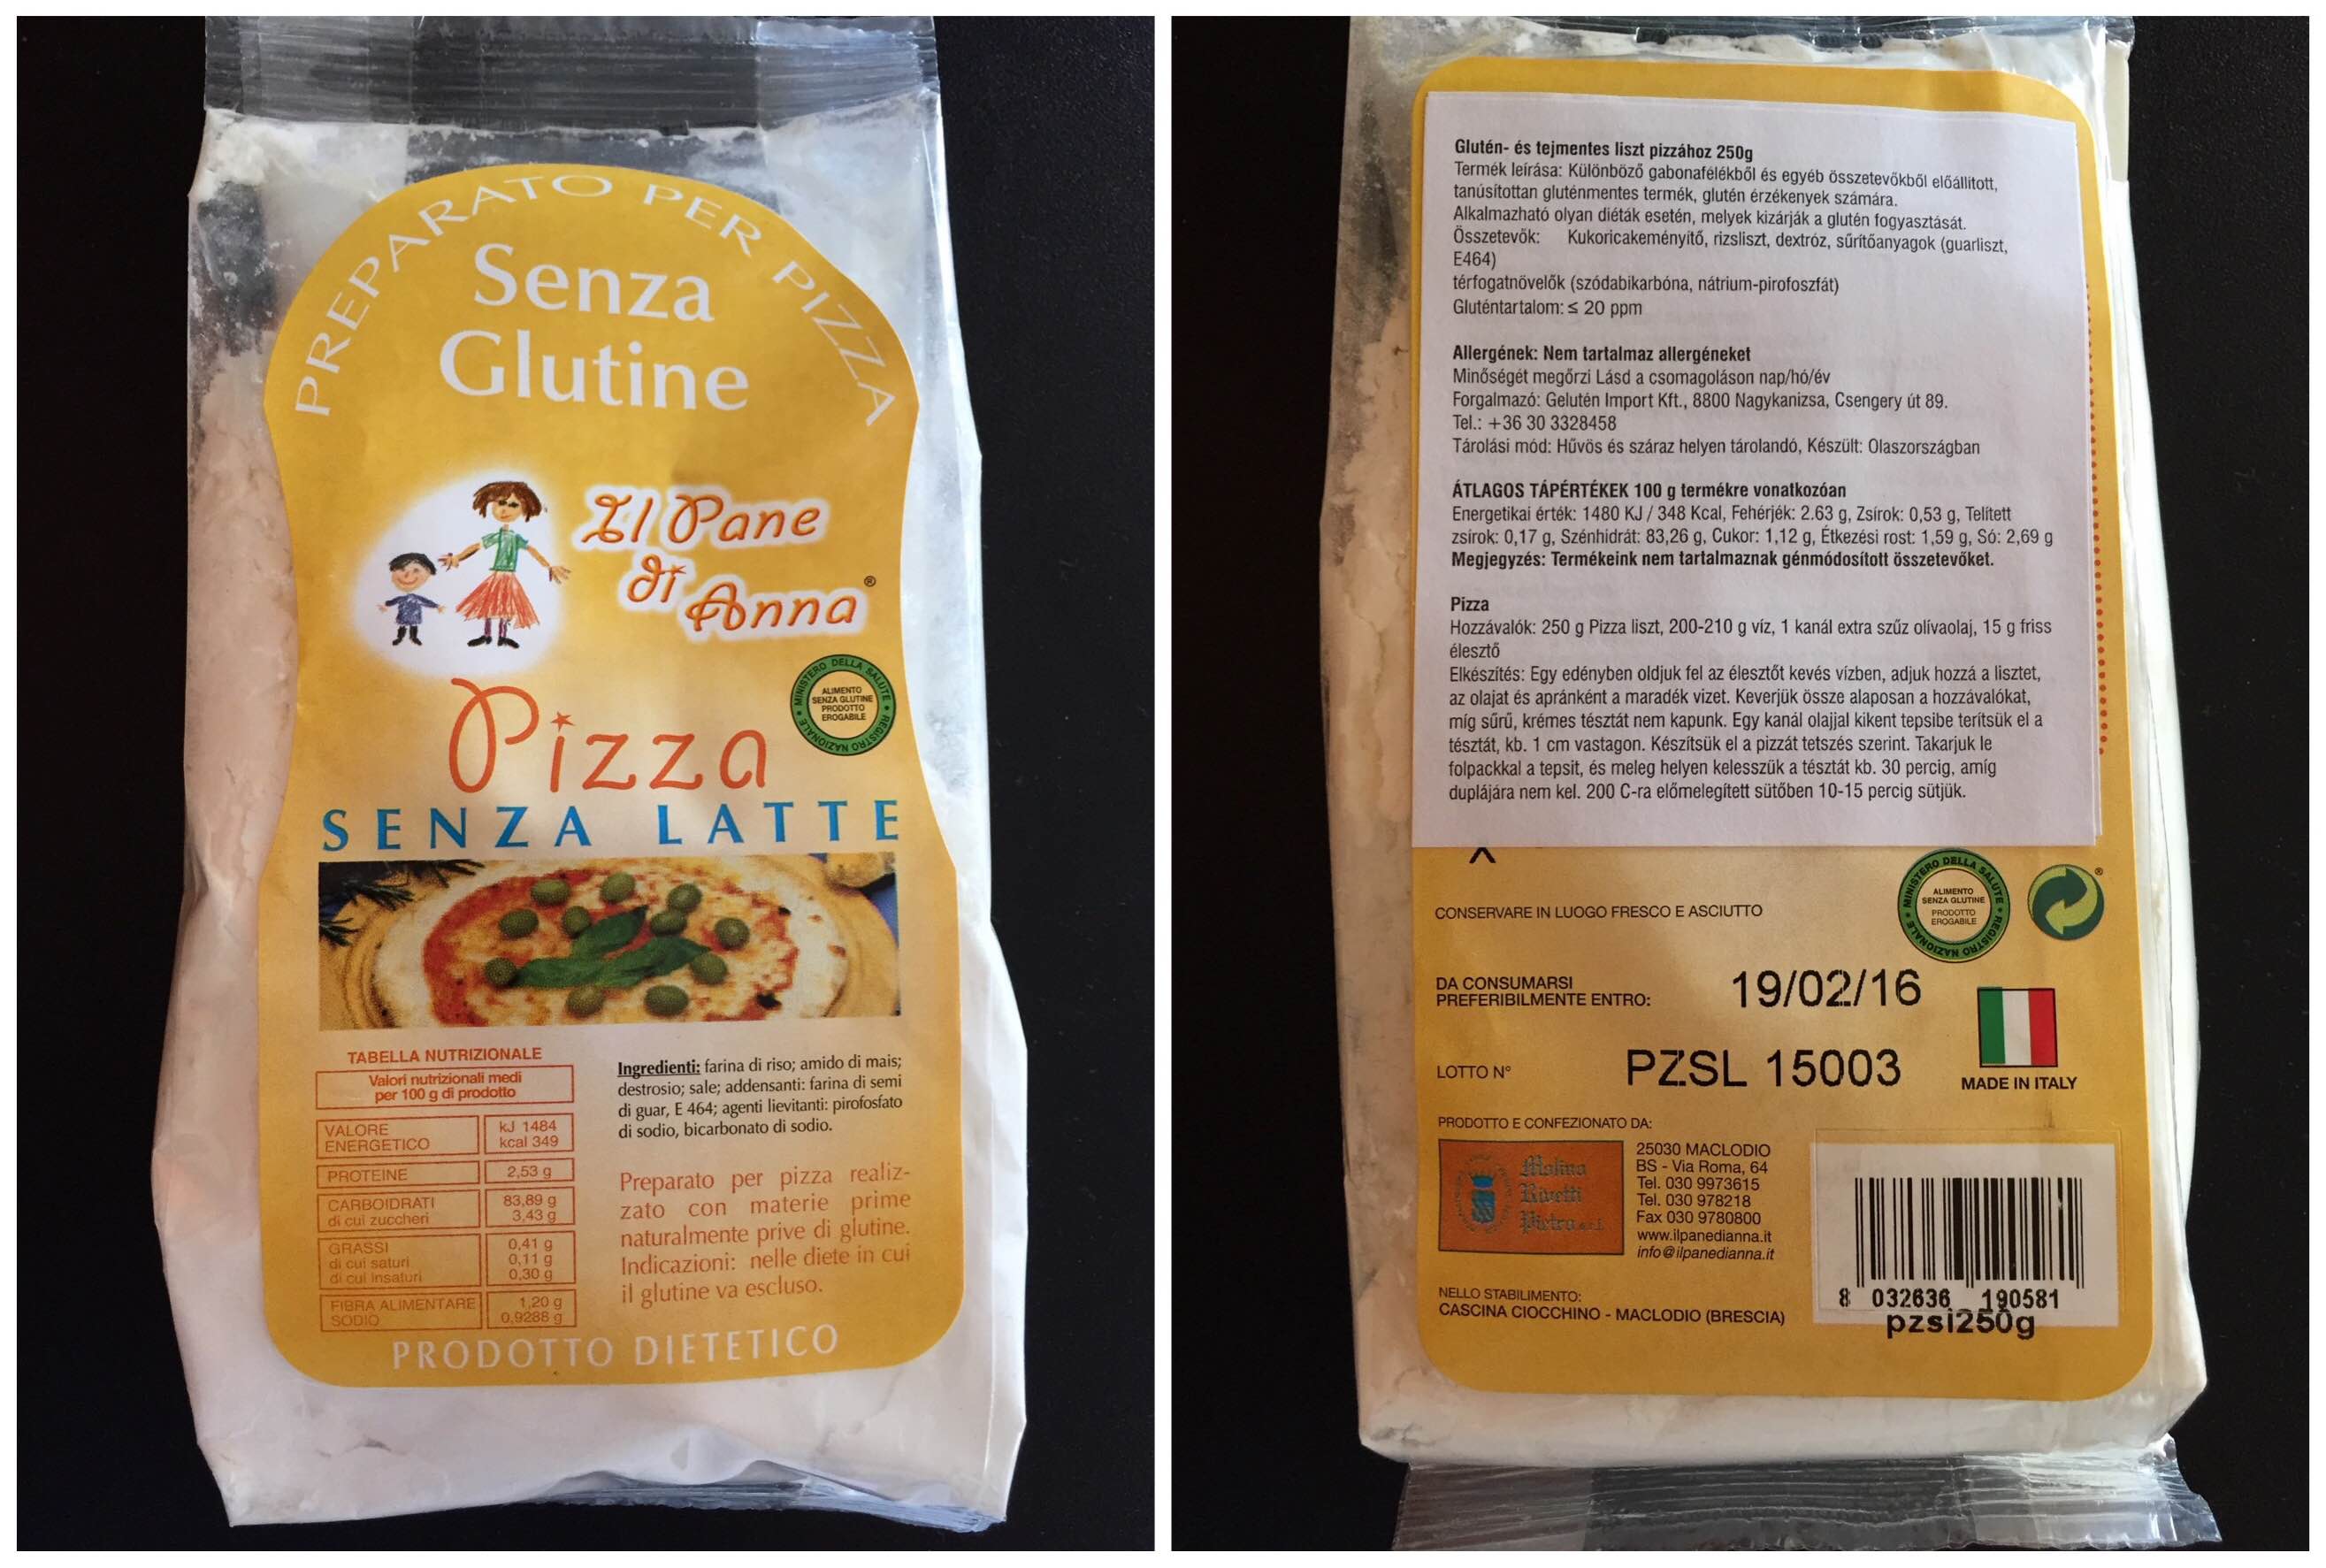 PREPARATO PER PIZZA
Senza
Glutine
Il Pane
di Anna®
MINISTERO DELLA SALUTE • REGISTRO NAZIONALE •
ALIMENTO
SENZA GLUTINE
PRODOTTO
EROGABILE
Pizza
SENZA LATTE
TABELLA NUTRIZIONALE
Valori nutrizionali medi
per 100 g di prodotto
VALORE
ENERGETICO
kJ 1484
kcal 349
PROTEINE
2,53 g
CARBOIDRATI
di cui zuccheri
83,89 g
3,43 g
GRASSI
di cui saturi
di cui insaturi
0,41 g
0,11 g
0,30 g
FIBRA ALIMENTARE
SODIO
1,20 g
0,9288 g
Ingredienti: farina di riso; amido di mais;
destrosio; sale; addensanti: farina di semi
di guar, E 464; agenti lievitanti: pirofosfato
di sodio, bicarbonato di sodio.
Preparato per pizza realiz-
zato con materie prime
naturalmente prive di glutine.
Indicazioni: nelle diete in cui
il glutine va escluso.
PRODOTTO DIETETICO
Glutén- és tejmentes liszt pizzához 250g
Termék leírása: Különböző gabonafélékből és egyéb összetevőkből előállított,
tanúsítottan gluténmentes termék, glutén érzékenyek számára.
Alkalmazható olyan diéták esetén, melyek kizárják a glutén fogyasztását.
Összetevők: Kukoricakeményítő, rizsliszt, dextróz, sűrítőanyagok (guarliszt,
E464)
térfogatnövelők (szódabikarbóna, nátrium-pirofoszfát)
Gluténtartalom: ≤ 20 ppm
Allergének: Nem tartalmaz allergéneket
Minőségét megőrzi Lásd a csomagoláson nap/hó/év
Forgalmazó: Gelutén Import Kft., 8800 Nagykanizsa, Csengery út 89.
Tel.: +36 30 3328458
Tárolási mód: Hűvös és száraz helyen tárolandó, Készült: Olaszországban
ÁTLAGOS TÁPÉRTÉKEK 100 g termékre vonatkozóan
Energetikai érték: 1480 KJ / 348 Kcal, Fehérjék: 2.63 g, Zsírok: 0,53 g, Telített
zsírok: 0,17 g, Szénhidrát: 83,26 g, Cukor: 1,12 g, Étkezési rost: 1,59 g, Só: 2,69 g
Megjegyzés: Termékeink nem tartalmaznak génmódosított összetevőket.
Pizza
Hozzávalók: 250 g Pizza liszt, 200-210 g víz, 1 kanál extra szűz olívaolaj, 15 g friss
élesztő
Elkészítés: Egy edényben oldjuk fel az élesztőt kevés vízben, adjuk hozzá a lisztet,
az olajat és apránként a maradék vizet. Keverjük össze alaposan a hozzávalókat,
míg sűrű, krémes tésztát nem kapunk. Egy kanál olajjal kikent tepsibe terítsük el a
tésztát, kb. 1 cm vastagon. Készítsük el a pizzát tetszés szerint. Takarjuk le
folpackkal a tepsit, és meleg helyen kelesszük a tésztát kb. 30 percig, amíg
duplájára nem kel. 200 C-ra előmelegített sütőben 10-15 percig sütjük.
CONSERVARE IN LUOGO FRESCO E ASCIUTTO
MINISTERO DELLA SALUTE • REGISTRO NAZIONALE •
ALIMENTO
SENZA GLUTINE
PRODOTTO
EROGABILE
DA CONSUMARSI
PREFERIBILMENTE ENTRO:
19/02/16
LOTTO N°
PZSL 15003
MADE IN ITALY
PRODOTTO E CONFEZIONATO DA:
Molino
Rivetti
Pietro s.r.l.
25030 MACLODIO
BS - Via Roma, 64
Tel. 030 9973615
Tel. 030 978218
Fax 030 9780800
www.ilpanedianna.it
info@ilpanedianna.it
NELLO STABILIMENTO:
CASCINA CIOCCHINO - MACLODIO (BRESCIA)
8 032636 190581
pzsl250g